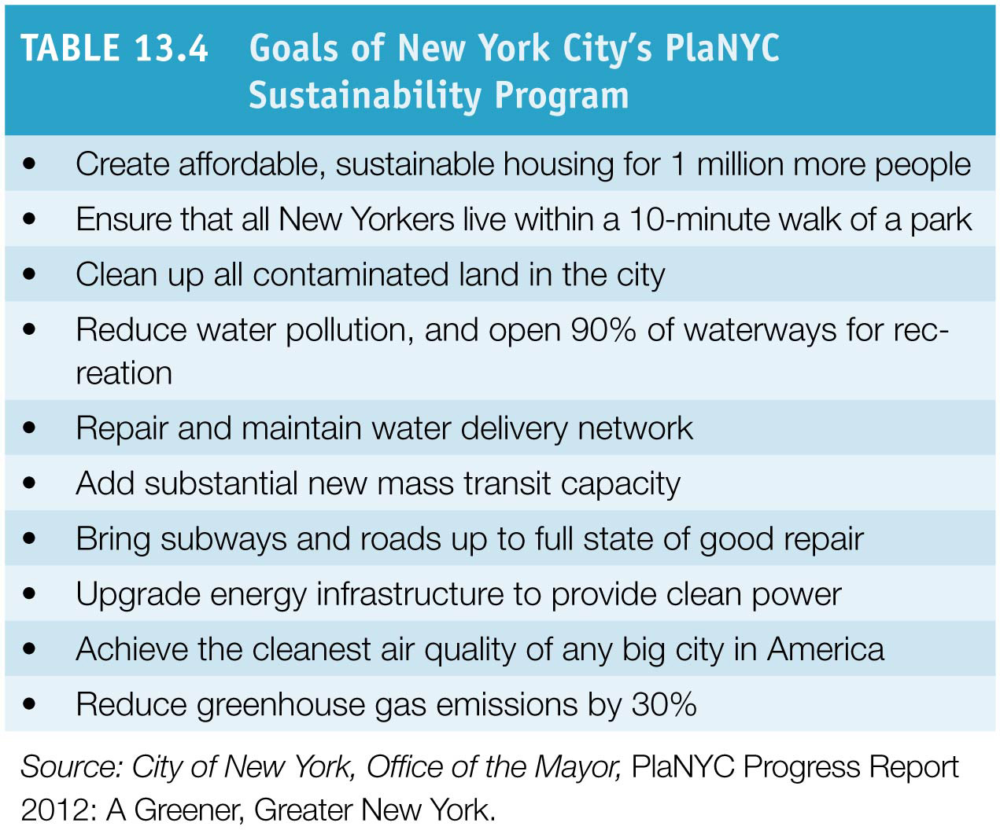 TABLE 13.4 Goals of New York City's PlaNYC
Sustainability Program
• Create affordable, sustainable housing for 1 million more people
• Ensure that all New Yorkers live within a 10-minute walk of a park
• Clean up all contaminated land in the city
• Reduce water pollution, and open 90% of waterways for rec-
reation
• Repair and maintain water delivery network
• Add substantial new mass transit capacity
• Bring subways and roads up to full state of good repair
• Upgrade energy infrastructure to provide clean power
• Achieve the cleanest air quality of any big city in America
• Reduce greenhouse gas emissions by 30%
Source: City of New York, Office of the Mayor, PlaNYC Progress Report
2012: A Greener, Greater New York.